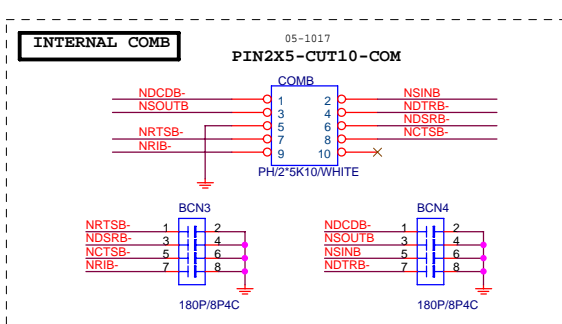 INTERNAL COMB
05-1017
PIN2X5-CUT10-COM
COMB
NDCDB- 1 2 NSINB
NSOUTB 3 4 NDTRB-
5 6 NDSRB-
NRTSB- 7 8 NCTSB-
NRIB- 9 10
PH/2*5K10/WHITE
BCN3
NRTSB- 1 2
NDSRB- 3 4
NCTSB- 5 6
NRIB- 7 8
180P/8P4C
BCN4
NDCDB- 1 2
NSOUTB 3 4
NSINB 5 6
NDTRB- 7 8
180P/8P4C